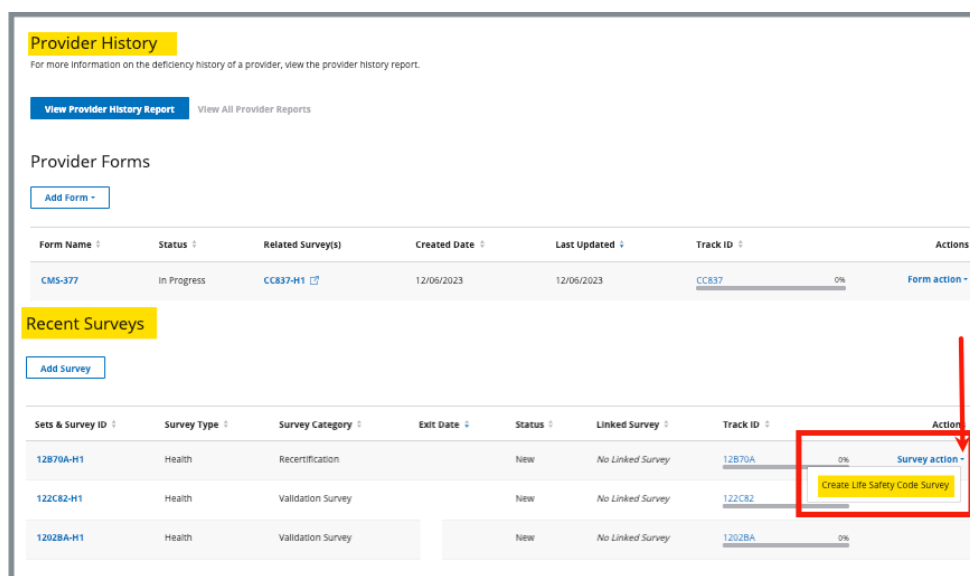 Provider History
For more information on the deficiency history of a provider, view the provider history report.
View Provider History Report View All Provider Reports
Provider Forms
Add Form
Form Name Status Related Survey(s) Created Date Last Updated Track ID Actions
CMS-377 In Progress CC837-H1 12/06/2023 12/06/2023 CC837 0% Form action
Recent Surveys
Add Survey
Sets & Survey ID Survey Type Survey Category Exit Date Status Linked Survey Track ID Action
12B70A-H1 Health Recertification New No Linked Survey 12B70A 0% Survey action
Create Life Safety Code Survey
122C82-H1 Health Validation Survey New No Linked Survey 122C82
1202BA-H1 Health Validation Survey New No Linked Survey 1202BA 0%